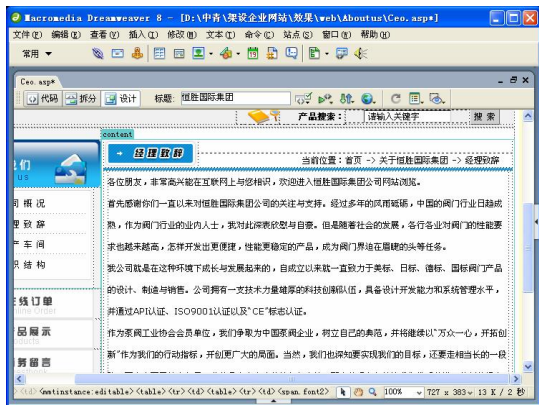 Macromedia Dreamweaver 8 - [D:\中青\架设企业网站\效果\web\Aboutus\Ceo.asp*]
文件(F) 编辑(E) 查看(V) 插入(I) 修改(M) 文本(T) 命令(C) 站点(S) 窗口(W) 帮助(H)
常用
Ceo.asp*
代码 拆分 设计 标题: 恒胜国际集团
产品搜索: 请输入关键字 搜 索
content
经理致辞
当前位置: 首页 -> 关于恒胜国际集团 -> 经理致辞
们
us
司 概 况
理 致 辞
产 车 间
织 结 构
线订单
nline Order
品展示
oducts
务留言
各位朋友,非常高兴能在互联网上与您相识,欢迎进入恒胜国际集团公司网站浏览。
首先感谢你们一直以来对恒胜国际集团公司的关注与支持。经过多年的风雨砥砺,中国的阀门行业日趋成
熟,作为阀门行业的业内人士,我对此深表欣慰与自豪。但是随着社会的发展,各行各业对阀门的性能要
求也越来越高,怎样开发出更便捷,性能更稳定的产品,成为阀门界迫在眉睫的头等任务。
我公司就是在这种环境下成长与发展起来的,自成立以来就一直致力于美标、日标、德标、国标阀门产品
的设计、制造与销售。公司拥有一支技术力量雄厚的科技创新队伍,具备设计开发能力和系统管理水平,
并通过API认证、ISO9001认证以及"CE"标志认证。
作为泵阀工业协会会员单位,我们争取为中国泵阀企业,树立自己的典范,并将继续以"万众一心,开拓创
新"作为我们的行动指标,开创更广大的局面。当然,我们也深知要实现我们的目标,还要走相当长的一段
<td> <mmtinstance:editable> <table> <tr> <td> <table> <tr> <td> <span.font2> 100% 727 x 383 13 K / 2 秒